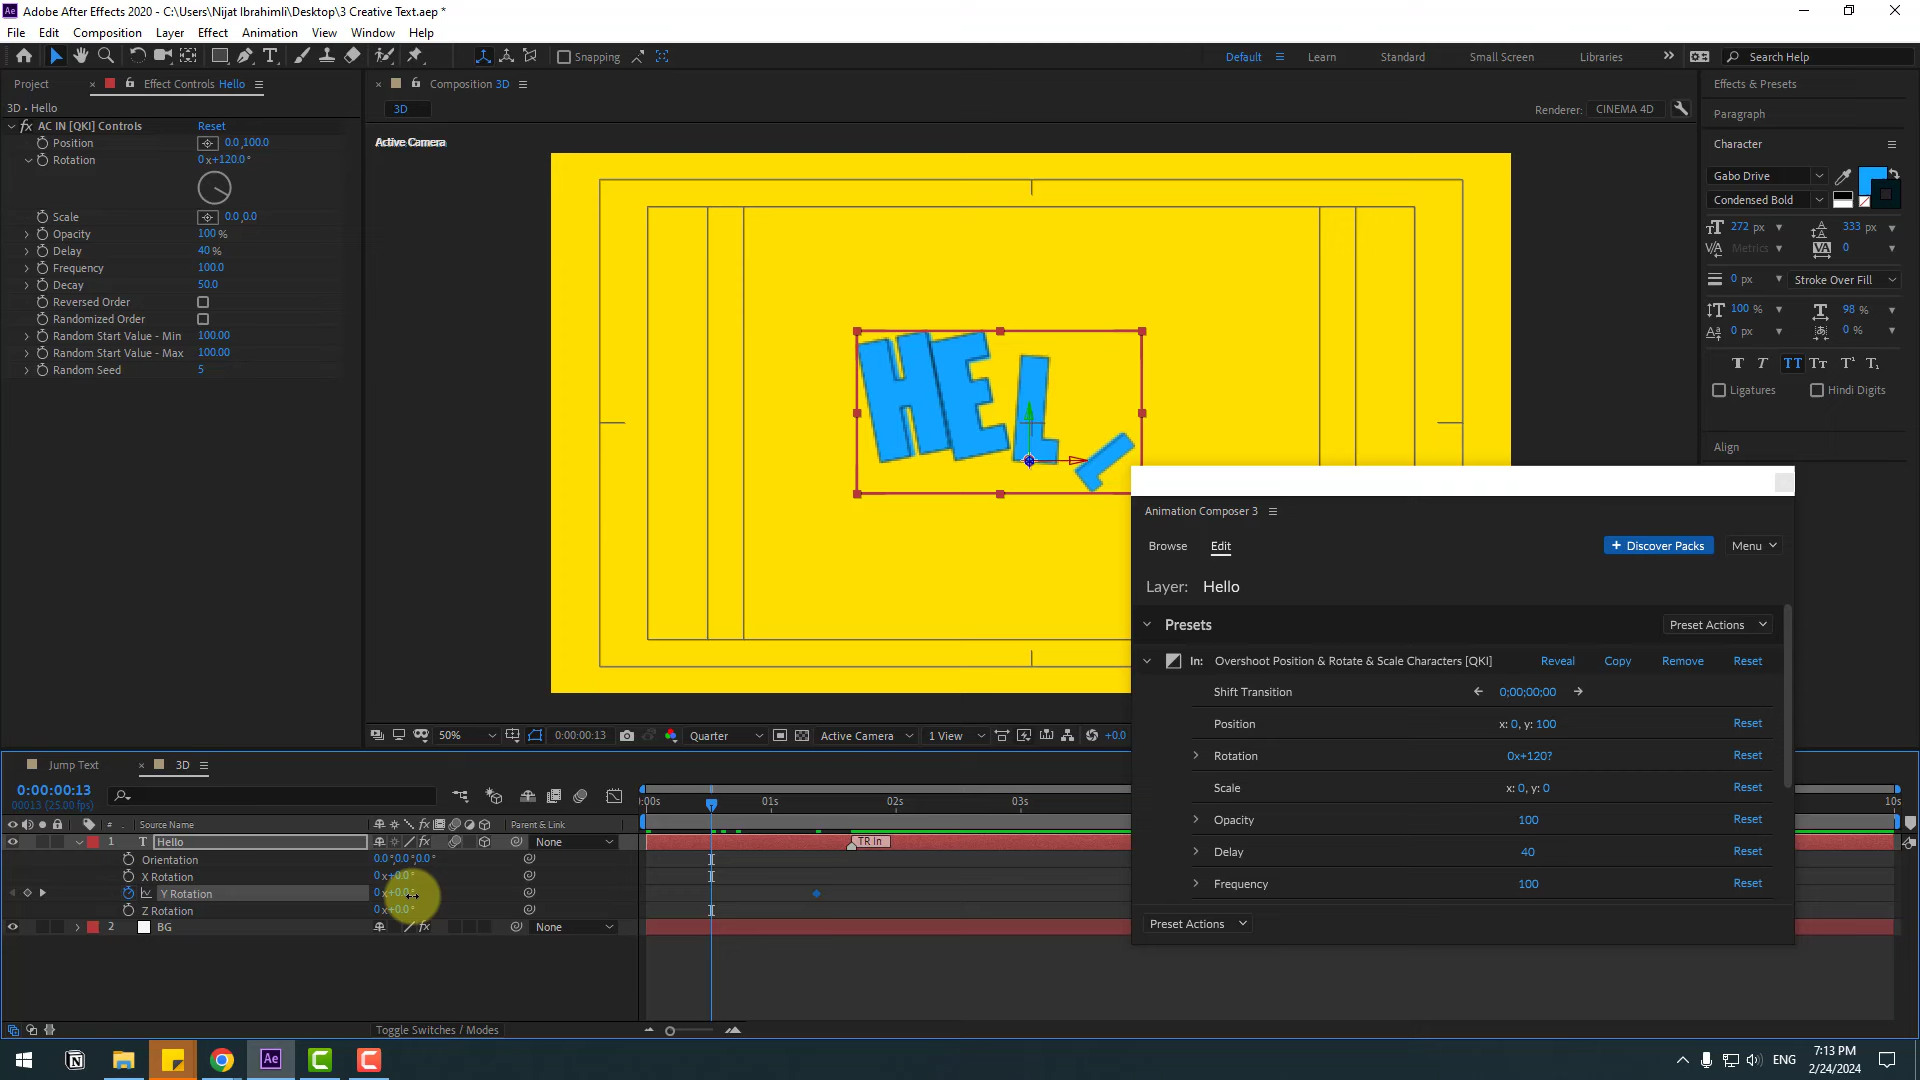 Adobe After Effects 2020 - C:\Users\Nijat Ibrahimli\Desktop\3 Creative Text.aep *
File Edit Composition Layer Effect Animation View Window Help
Snapping
Default Learn Standard Small Screen Libraries Search Help
Project Effect Controls Hello
3D • Hello
fx AC IN [QKI] Controls Reset
Position 0.0,100.0
Rotation 0 x+120.0 °
Scale 0.0,0.0
Opacity 100 %
Delay 40 %
Frequency 100.0
Decay 50.0
Reversed Order
Randomized Order
Random Start Value - Min 100.00
Random Start Value - Max 100.00
Random Seed 5
Composition 3D
3D
Renderer: CINEMA 4D
Active Camera
HELL
50% 0:00:00:13 Quarter Active Camera 1 View +0.0
Effects & Presets
Paragraph
Character
Gabo Drive
Condensed Bold
272 px 333 px
Metrics 0
0 px Stroke Over Fill
100 % 98 %
0 px 0 %
Ligatures Hindi Digits
Align
Animation Composer 3
Browse Edit + Discover Packs Menu
Layer: Hello
Presets Preset Actions
In: Overshoot Position & Rotate & Scale Characters [QKI] Reveal Copy Remove Reset
Shift Transition 0;00;00;00
Position x: 0, y: 100 Reset
Rotation 0x+120? Reset
Scale x: 0, y: 0 Reset
Opacity 100 Reset
Delay 40 Reset
Frequency 100 Reset
Preset Actions
Jump Text 3D
0:00:00:13
00013 (25.00 fps)
:00s 01s 02s 03s 10s
# Source Name Parent & Link
1 T Hello None TR In
Orientation 0.0 °,0.0 °,0.0 °
X Rotation 0 x+0.0 °
Y Rotation 0 x+0.0 °
Z Rotation 0 x+0.0 °
2 BG None
Toggle Switches / Modes
ENG 7:13 PM
2/24/2024